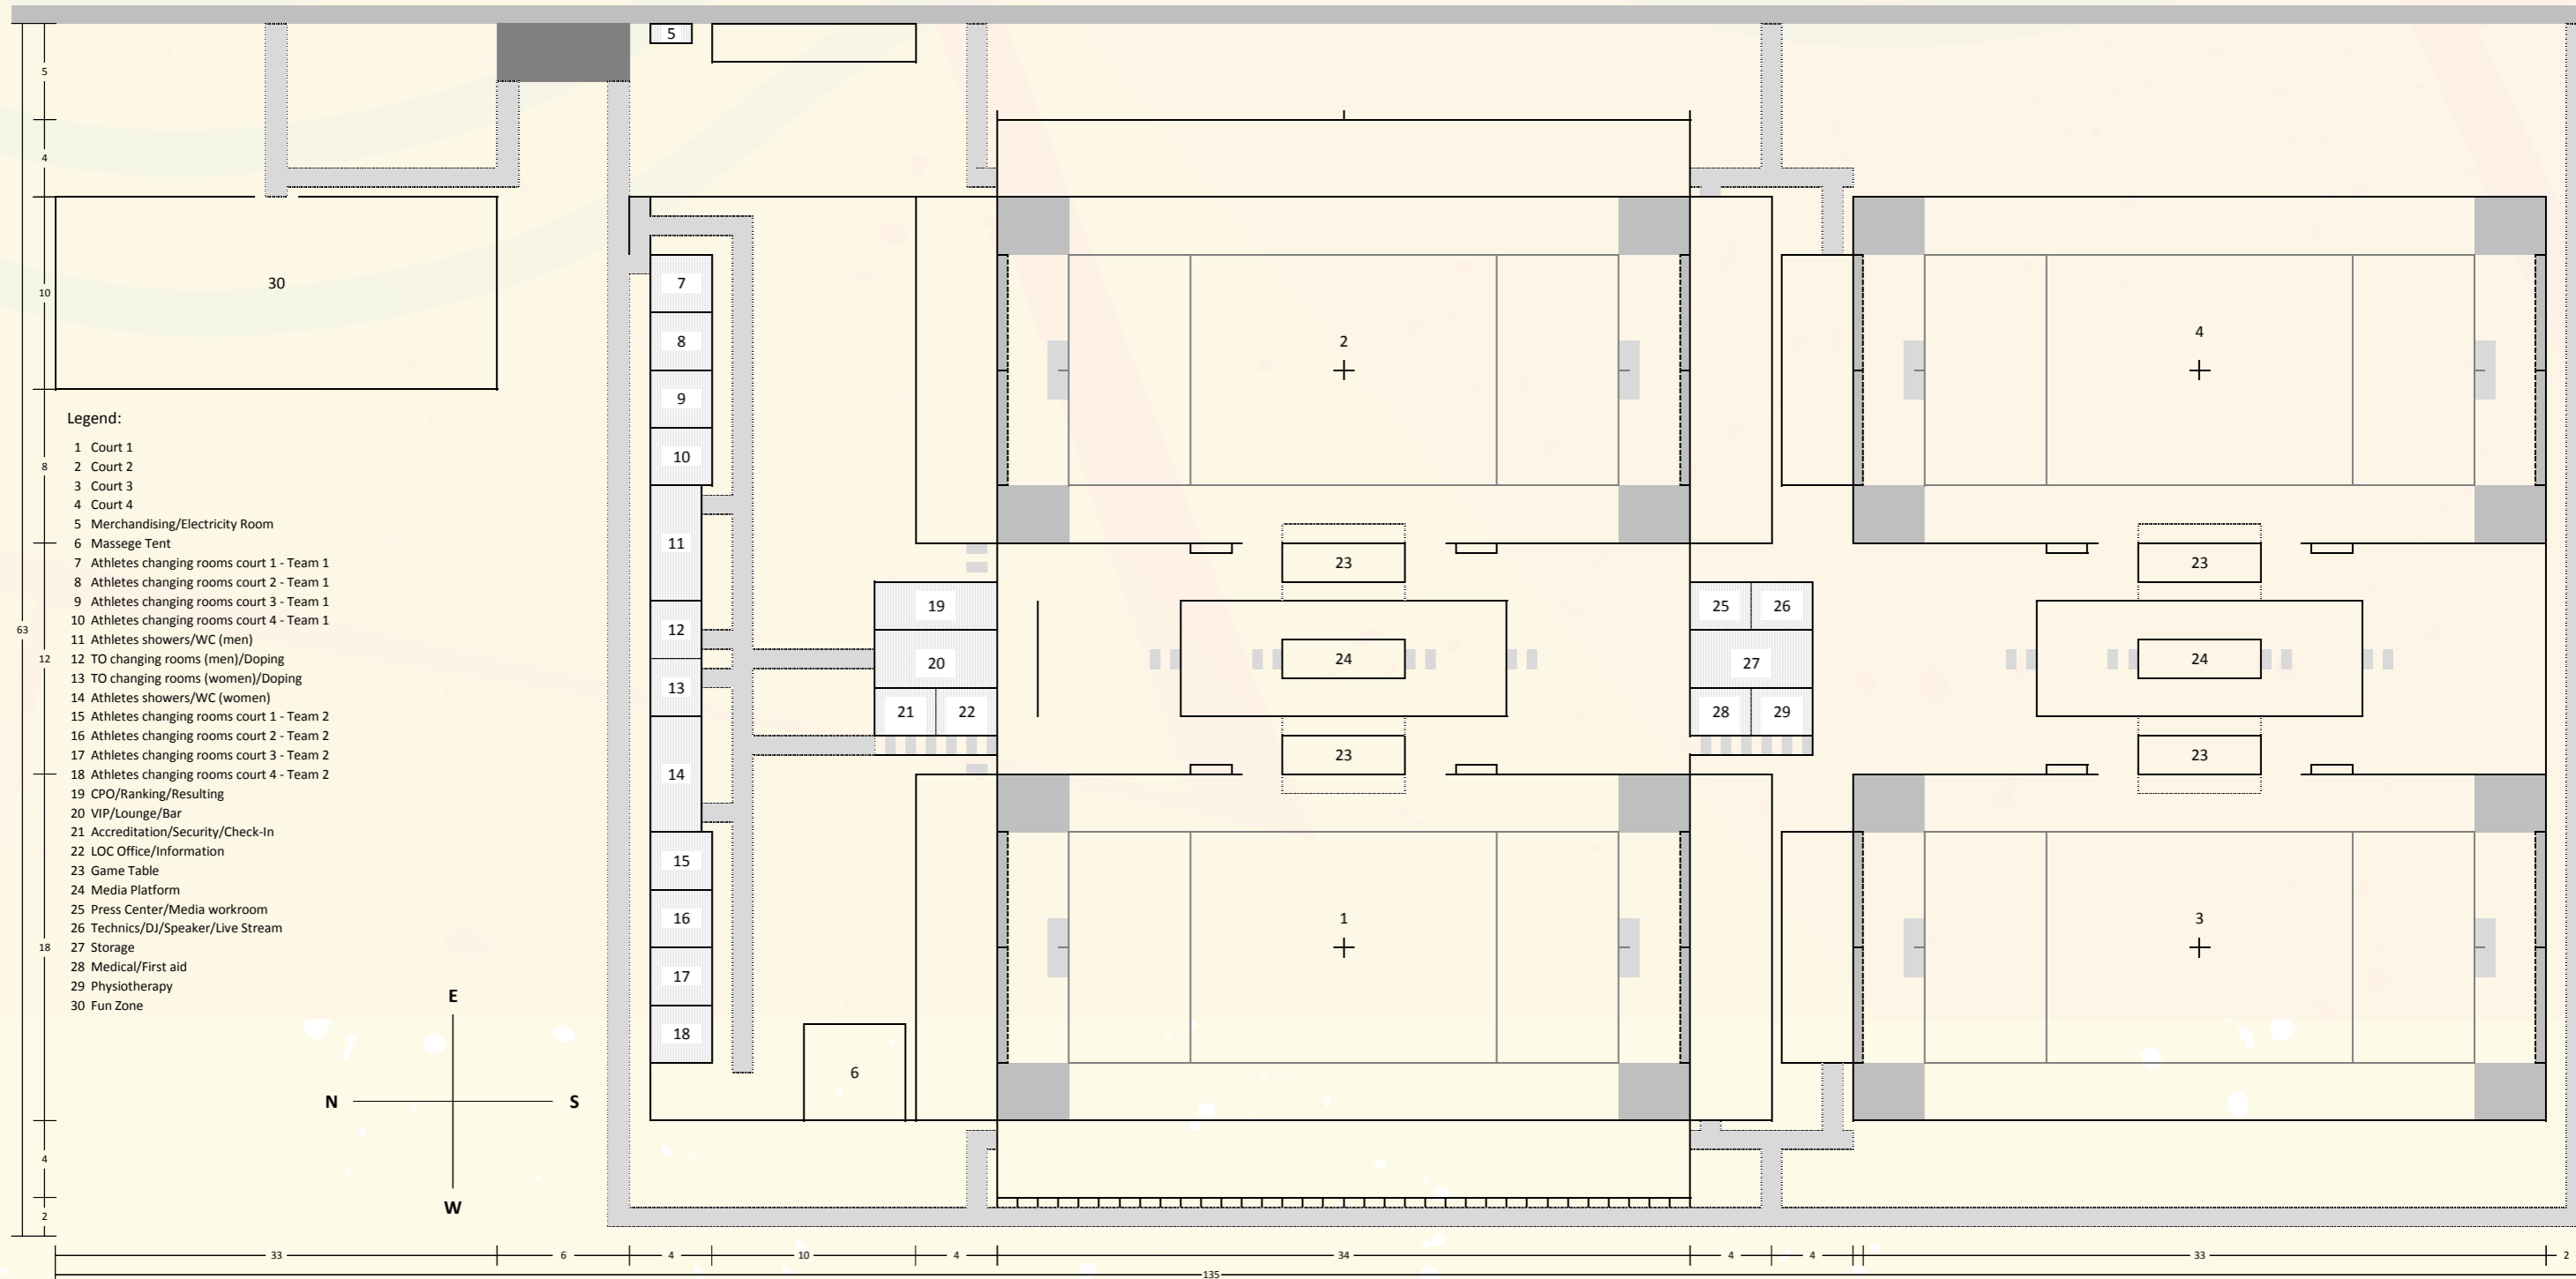 5
5
4
10
30
7
8
2
4
9
10
Legend:
1 Court 1
2 Court 2
3 Court 3
4 Court 4
5 Merchandising/Electricity Room
6 Massege Tent
7 Athletes changing rooms court 1 - Team 1
8 Athletes changing rooms court 2 - Team 1
9 Athletes changing rooms court 3 - Team 1
10 Athletes changing rooms court 4 - Team 1
11 Athletes showers/WC (men)
12 TO changing rooms (men)/Doping
13 TO changing rooms (women)/Doping
14 Athletes showers/WC (women)
15 Athletes changing rooms court 1 - Team 2
16 Athletes changing rooms court 2 - Team 2
17 Athletes changing rooms court 3 - Team 2
18 Athletes changing rooms court 4 - Team 2
19 CPO/Ranking/Resulting
20 VIP/Lounge/Bar
21 Accreditation/Security/Check-In
22 LOC Office/Information
23 Game Table
24 Media Platform
25 Press Center/Media workroom
26 Technics/DJ/Speaker/Live Stream
27 Storage
28 Medical/First aid
29 Physiotherapy
30 Fun Zone
8
63
12
18
4
2
11
12
13
14
15
16
17
18
19
20
21 22
6
23
24
23
1
25 26
27
28 29
23
24
23
3
E
N S
W
33 6 4 10 4 34 4 4 33 2
135